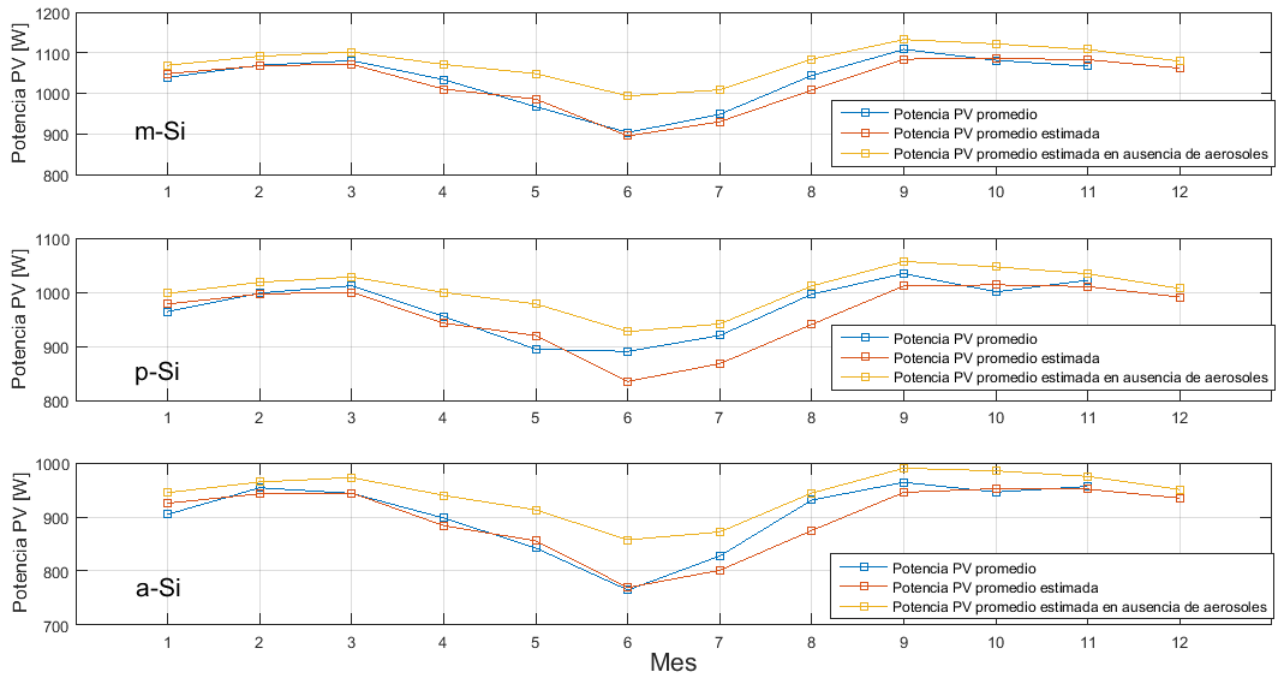 1200
1100
1000
900
800
Potencia PV [W]
m-Si
Potencia PV promedio
Potencia PV promedio estimada
Potencia PV promedio estimada en ausencia de aerosoles
1 2 3 4 5 6 7 8 9 10 11 12
1100
1000
900
800
Potencia PV [W]
p-Si
Potencia PV promedio
Potencia PV promedio estimada
Potencia PV promedio estimada en ausencia de aerosoles
1 2 3 4 5 6 7 8 9 10 11 12
1000
900
800
700
Potencia PV [W]
a-Si
Potencia PV promedio
Potencia PV promedio estimada
Potencia PV promedio estimada en ausencia de aerosoles
1 2 3 4 5 6 7 8 9 10 11 12
Mes